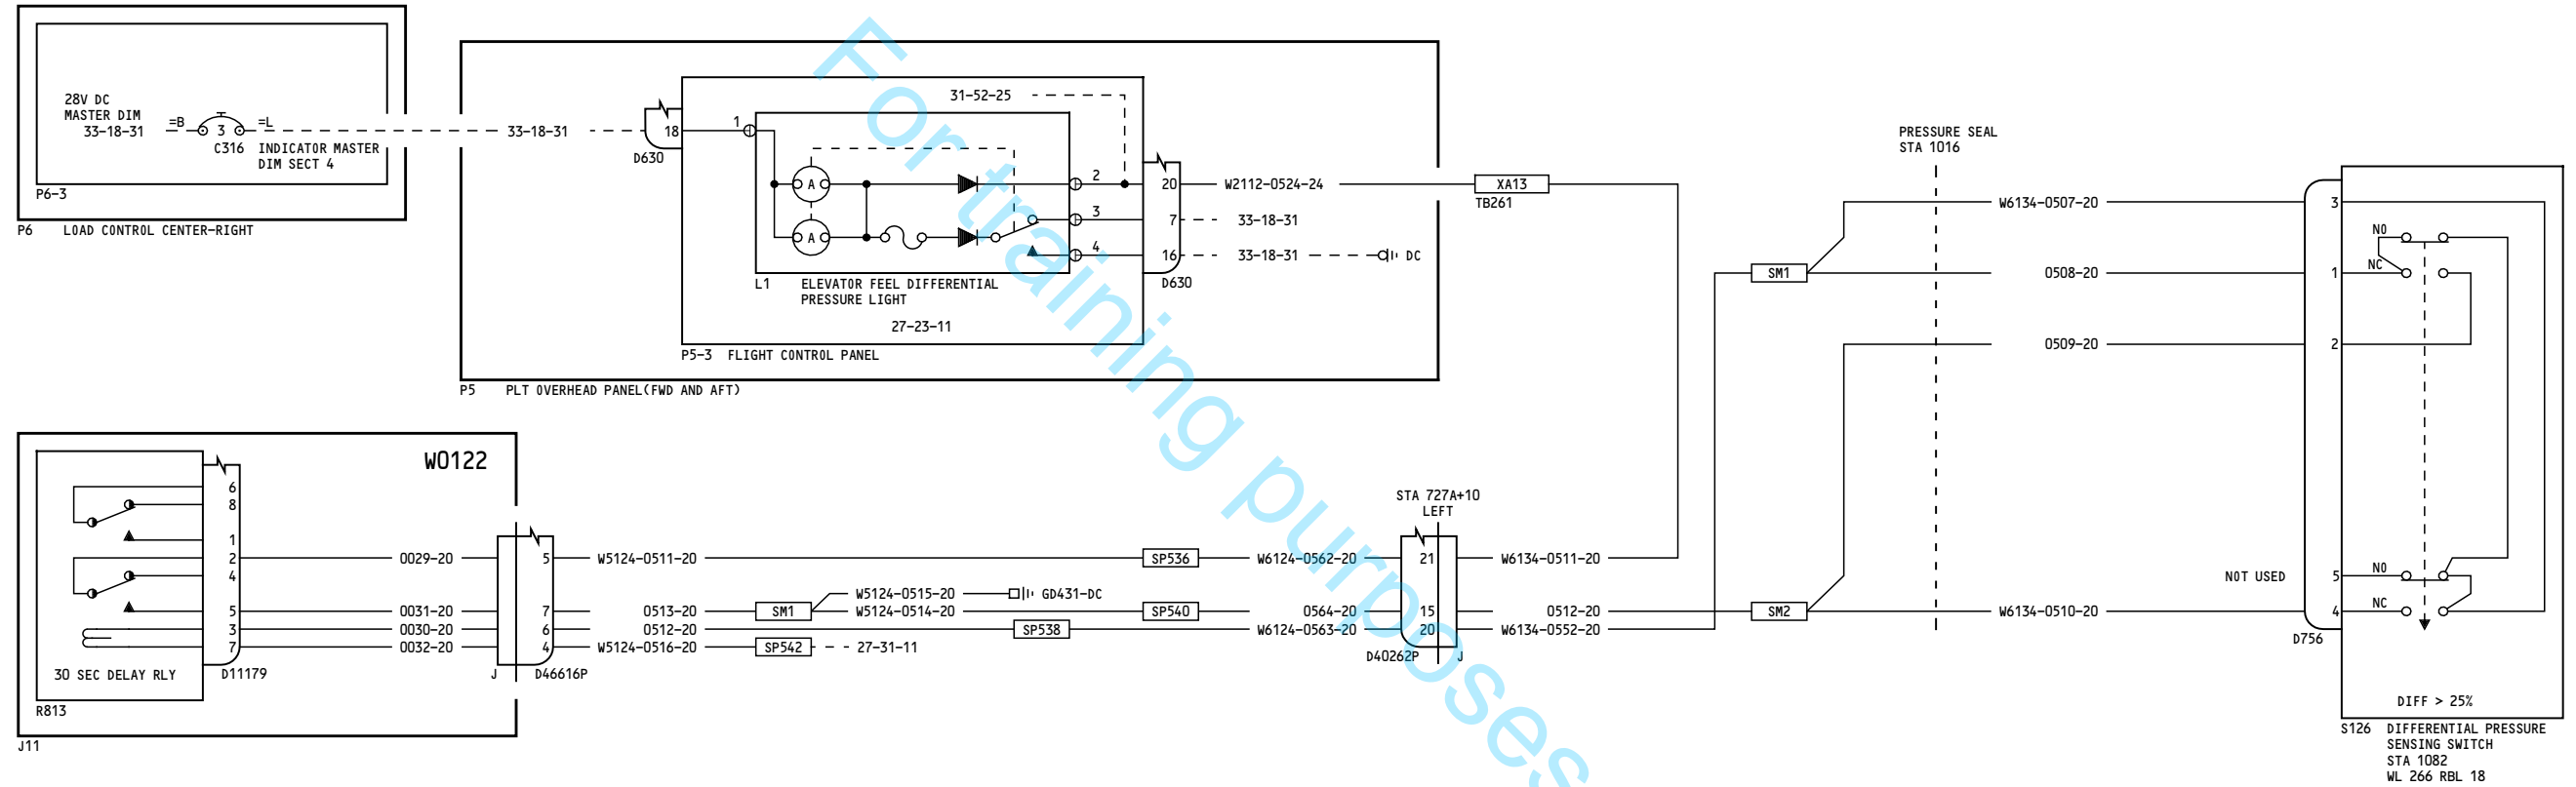 28V DC
MASTER DIM
33-18-31
=B
3
=L
C316
INDICATOR MASTER
DIM SECT 4
P6-3
P6 LOAD CONTROL CENTER-RIGHT
33-18-31
18
D630
1
31-52-25
A
A
2
3
4
L1 ELEVATOR FEEL DIFFERENTIAL
PRESSURE LIGHT
27-23-11
20
7
16
D630
W2112-0524-24
33-18-31
33-18-31
DC
P5-3 FLIGHT CONTROL PANEL
P5 PLT OVERHEAD PANEL(FWD AND AFT)
XA13
TB261
PRESSURE SEAL
STA 1016
SM1
W6134-0507-20
0508-20
0509-20
3
1
2
NO
NC
W0122
6
8
1
2
4
5
3
7
30 SEC DELAY RLY
D11179
R813
J11
0029-20
0031-20
0030-20
0032-20
5
7
6
4
J
D46616P
W5124-0511-20
0513-20
0512-20
W5124-0516-20
SM1
W5124-0515-20
GD431-DC
W5124-0514-20
SP536
SP540
SP538
SP542
27-31-11
W6124-0562-20
0564-20
W6124-0563-20
STA 727A+10
LEFT
21
15
20
D40262P
J
W6134-0511-20
0512-20
W6134-0552-20
SM2
W6134-0510-20
NOT USED
5
4
NO
NC
D756
DIFF > 25%
S126 DIFFERENTIAL PRESSURE
SENSING SWITCH
STA 1082
WL 266 RBL 18
For training purposes